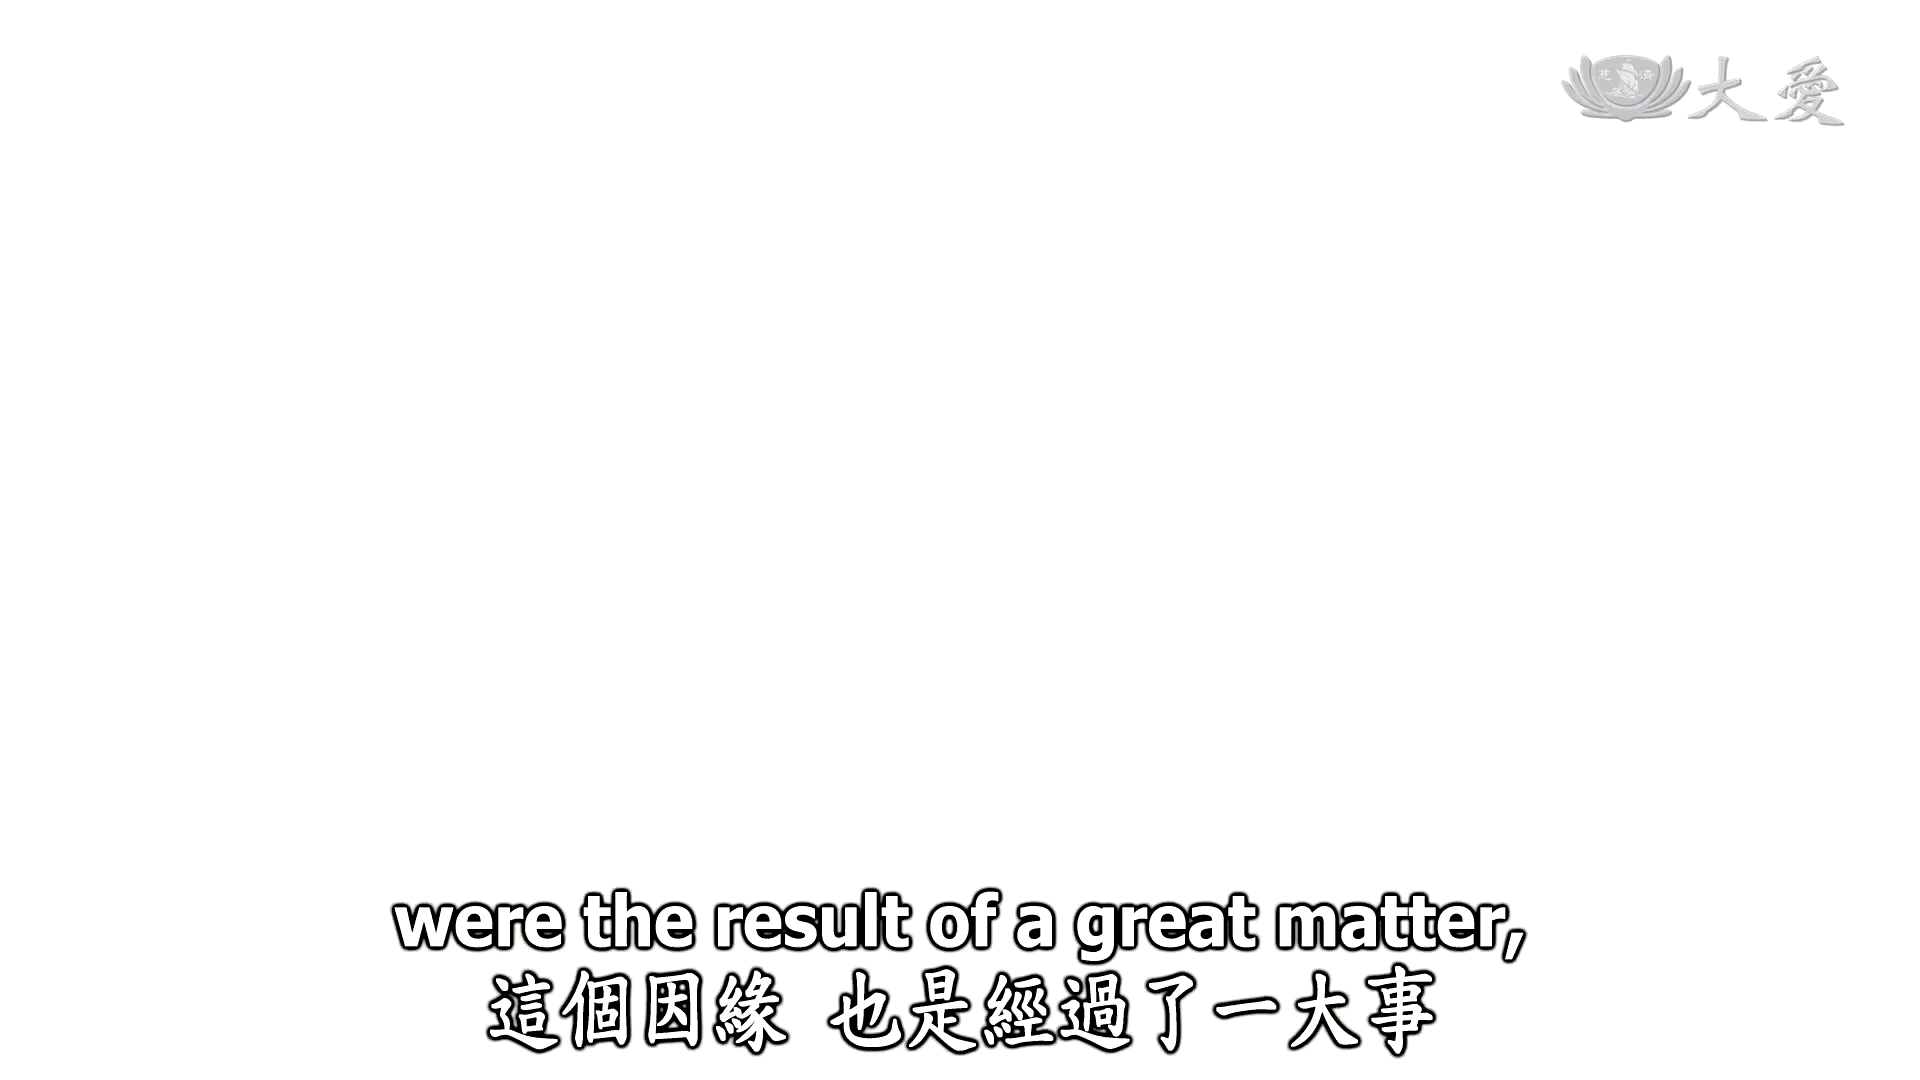 大愛
were the result of a great matter,
這個因緣 也是經過了一大事